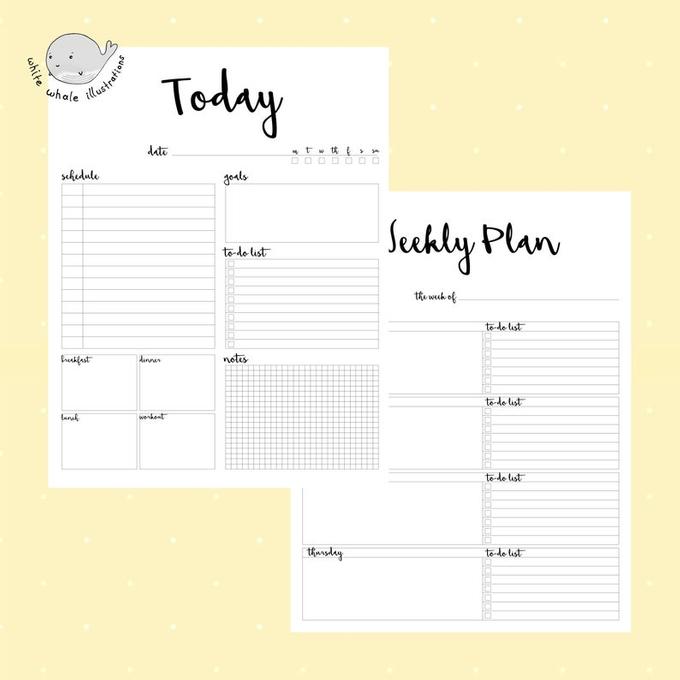 white whale illustrations
Today
date
m t w th f s su
schedule
goals
to-do list
breakfast
dinner
lunch
workout
notes
Weekly Plan
the week of
to-do list
to-do list
to-do list
thursday
to-do list